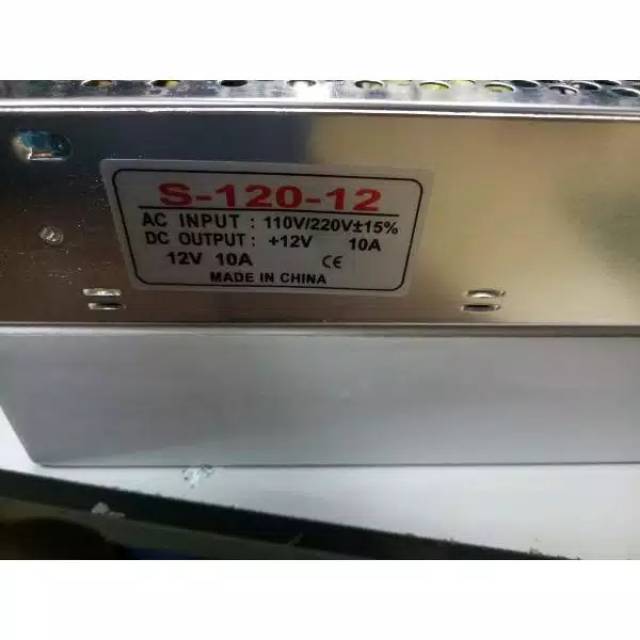 S-120-12
AC INPUT : 110V/220V±15%
DC OUTPUT : +12V 10A
12V 10A CE
MADE IN CHINA